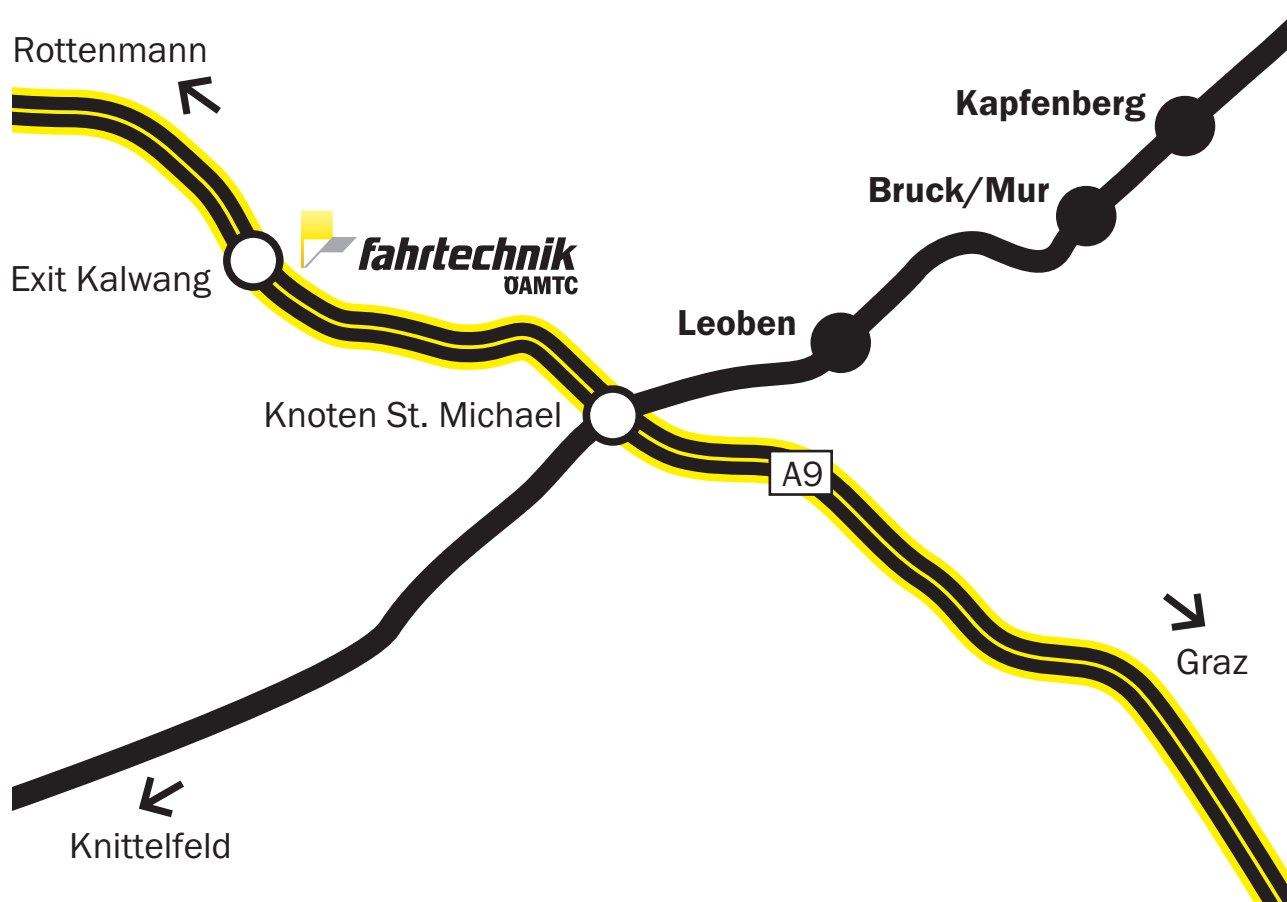 Rottenmann
Kapfenberg
Bruck/Mur
fahrtechnik
ÖAMTC
Exit Kalwang
Leoben
Knoten St. Michael
A9
Graz
Knittelfeld